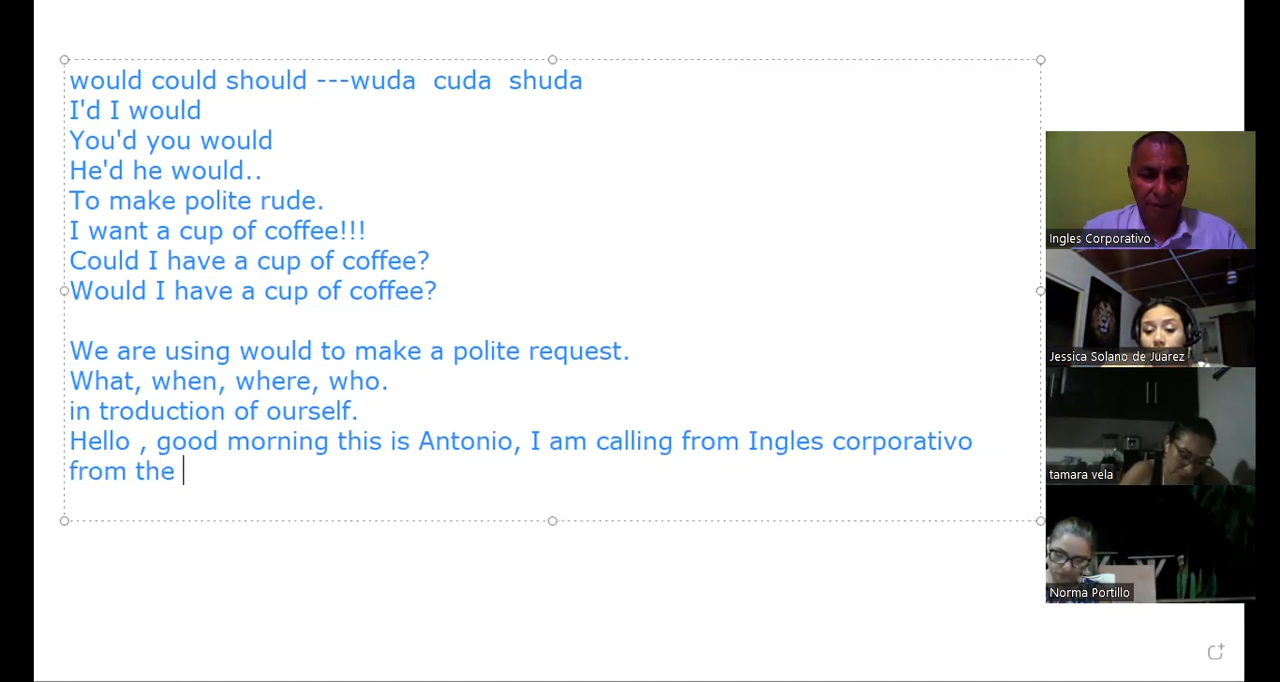 would could should ---wuda  cuda  shuda
I'd I would
You'd you would
He'd he would..
To make polite rude.
I want a cup of coffee!!!
Could I have a cup of coffee?
Would I have a cup of coffee?
We are using would to make a polite request.
What, when, where, who.
in troduction of ourself.
Hello , good morning this is Antonio, I am calling from Ingles corporativo
from the
Ingles Corporativo
Jessica Solano de Juarez
tamara vela
Norma Portillo